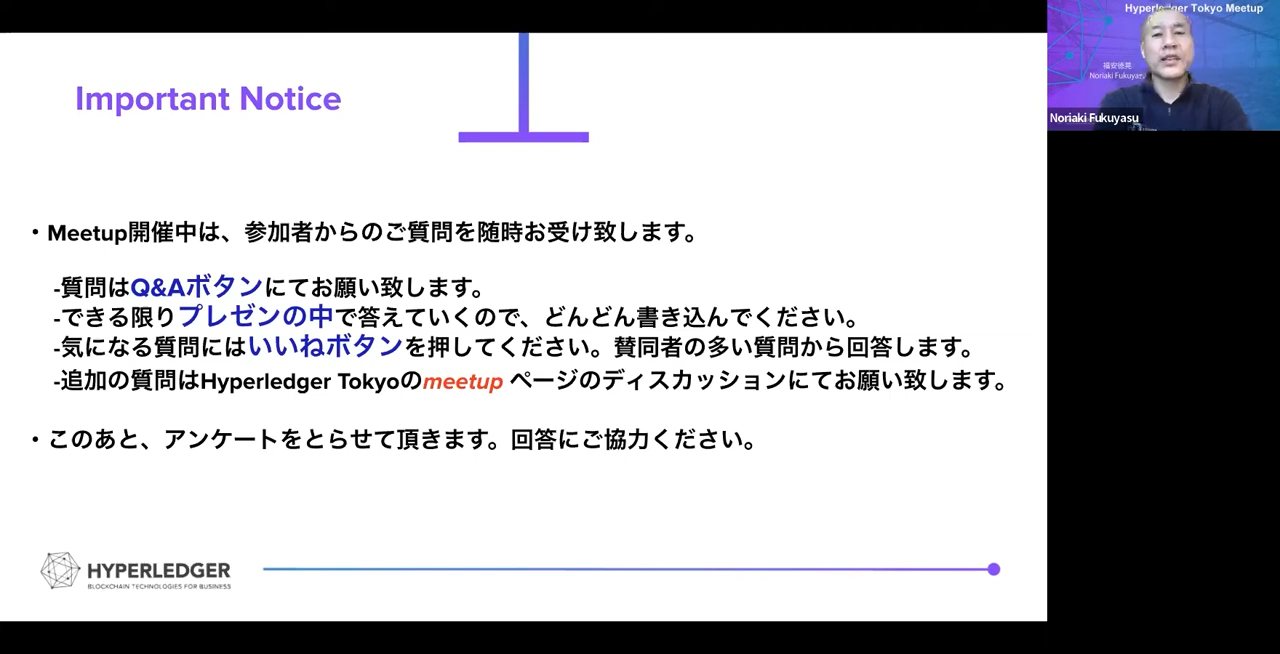 Important Notice
・Meetup開催中は、参加者からのご質問を随時お受け致します。
-質問はQ&Aボタンにてお願い致します。
-できる限りプレゼンの中で答えていくので、どんどん書き込んでください。
-気になる質問にはいいねボタンを押してください。賛同者の多い質問から回答します。
-追加の質問はHyperledger Tokyoのmeetup ページのディスカッションにてお願い致します。
・このあと、アンケートをとらせて頂きます。回答にご協力ください。
HYPERLEDGER
BLOCKCHAIN TECHNOLOGIES FOR BUSINESS
Hyperledger Tokyo Meetup
福安徳晃
Noriaki Fukuyas
Noriaki Fukuyasu